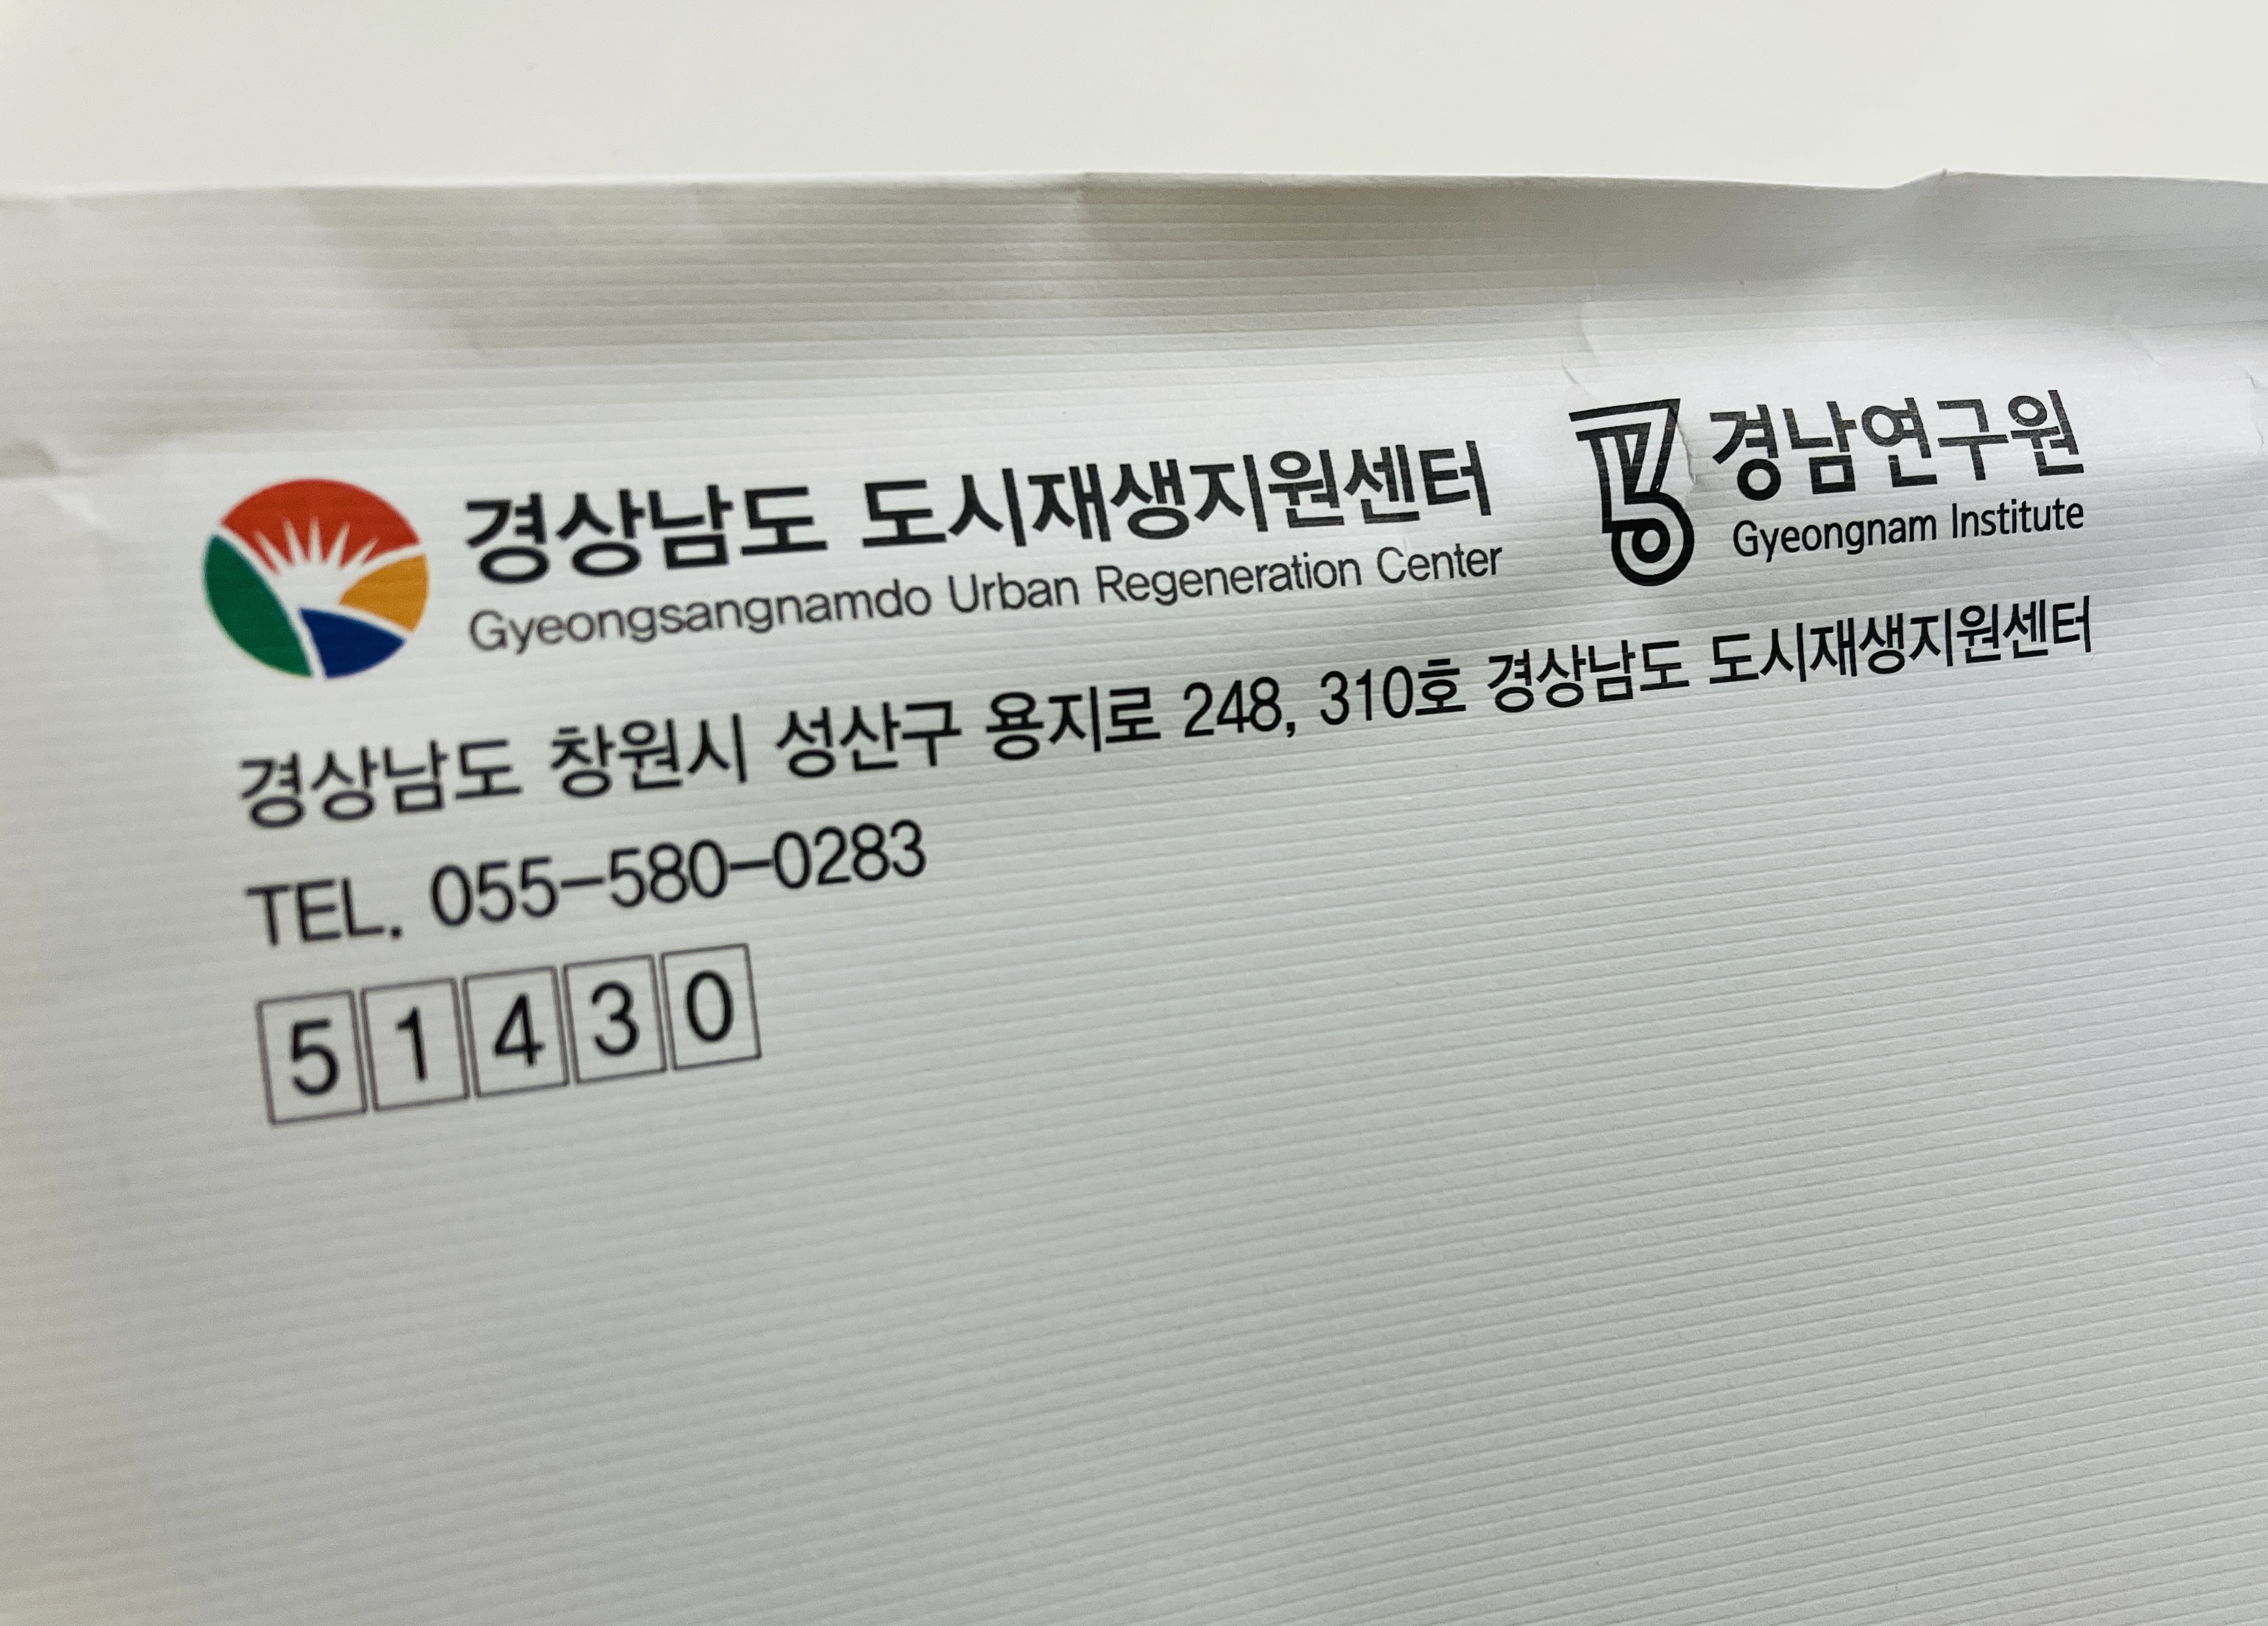 경상남도 도시재생지원센터
Gyeongsangnamdo Urban Regeneration Center
경남연구원
Gyeongnam Institute
경상남도 창원시 성산구 용지로 248, 310호 경상남도 도시재생지원센터
TEL. 055-580-0283
51430